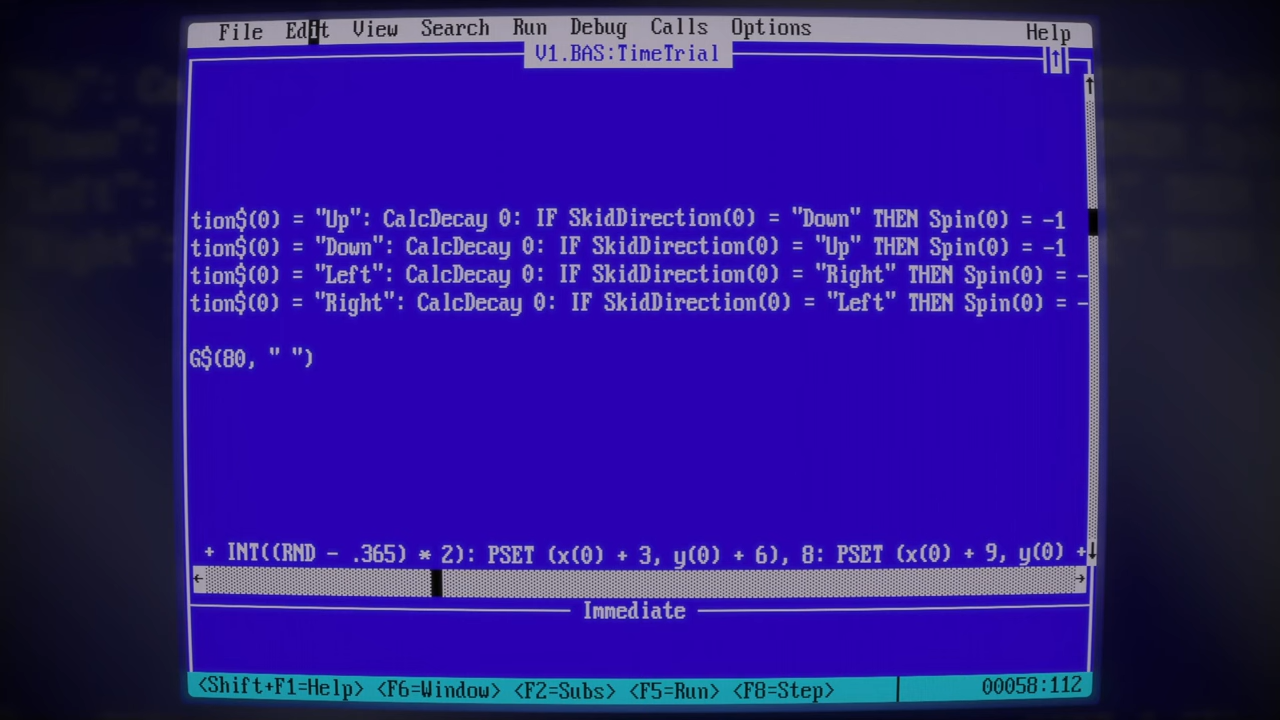 File Edit View Search Run Debug Calls Options Help
V1.BAS:TimeTrial
tion$(0) = "Up": CalcDecay 0: IF SkidDirection(0) = "Down" THEN Spin(0) = -1
tion$(0) = "Down": CalcDecay 0: IF SkidDirection(0) = "Up" THEN Spin(0) = -1
tion$(0) = "Left": CalcDecay 0: IF SkidDirection(0) = "Right" THEN Spin(0) = -
tion$(0) = "Right": CalcDecay 0: IF SkidDirection(0) = "Left" THEN Spin(0) = -
G$(80, " ")
+ INT((RND - .365) * 2): PSET (x(0) + 3, y(0) + 6), 8: PSET (x(0) + 9, y(0) +
Immediate
<Shift+F1=Help> <F6=Window> <F2=Subs> <F5=Run> <F8=Step> 00058:112